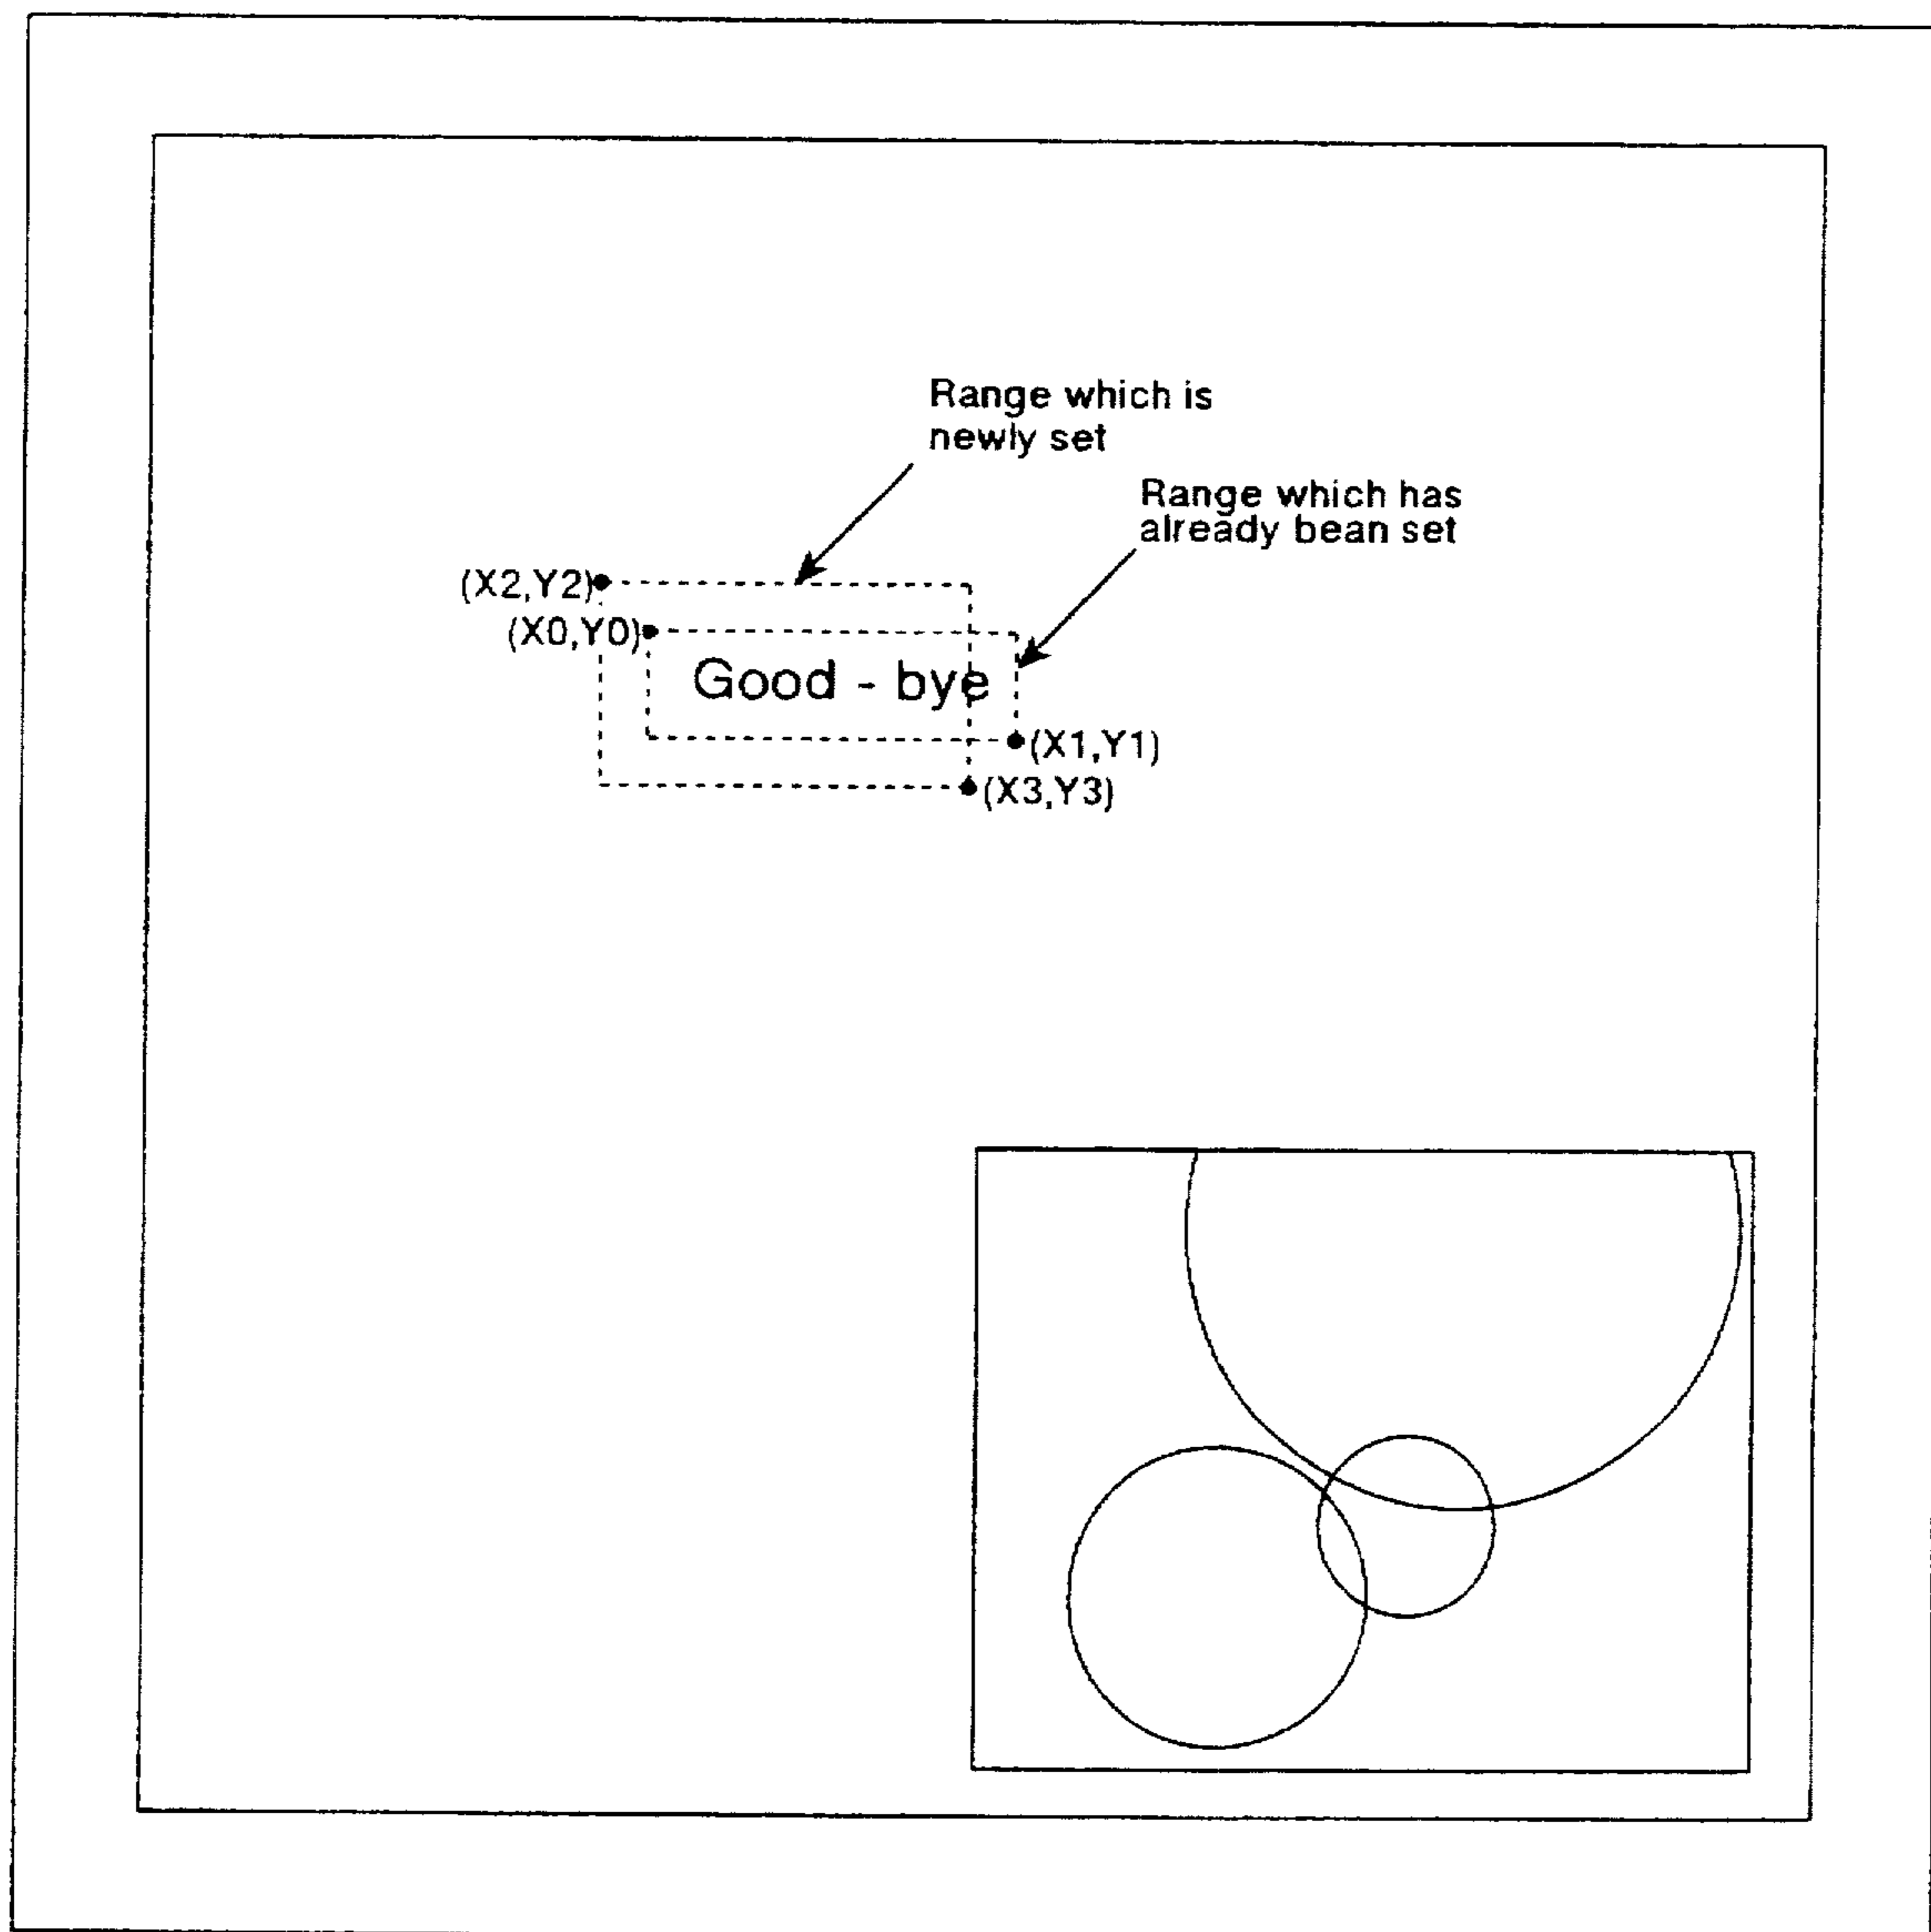 Range which is
newly set
Range which has
already bean set
(X2,Y2)
(X0,Y0)
Good - bye
(X1,Y1)
(X3,Y3)